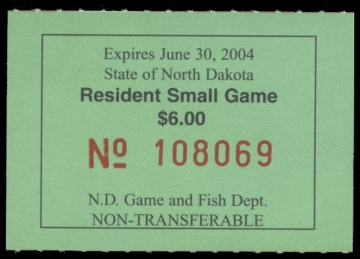 Expires June 30, 2004
State of North Dakota
Resident Small Game
$6.00
Nº 108069
N.D. Game and Fish Dept.
NON-TRANSFERABLE